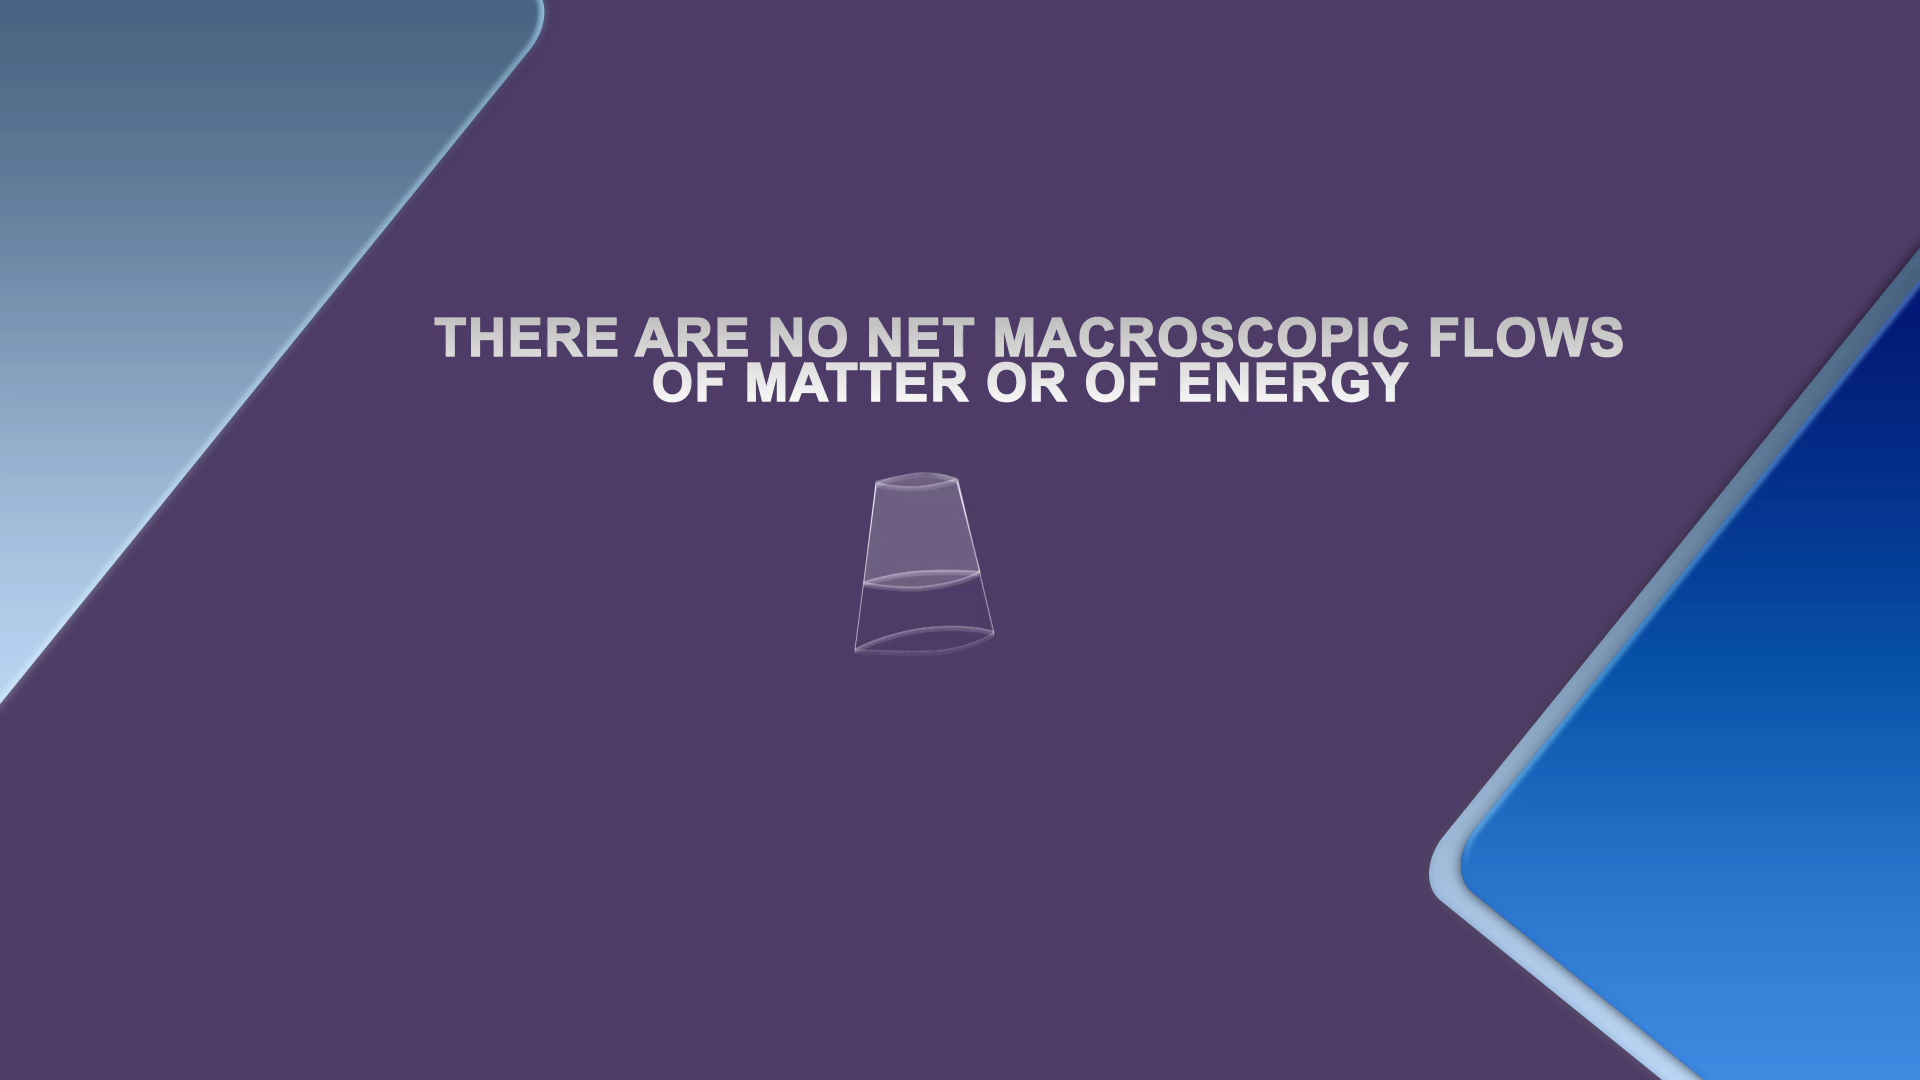 THERE ARE NO NET MACROSCOPIC FLOWS
OF MATTER OR OF ENERGY